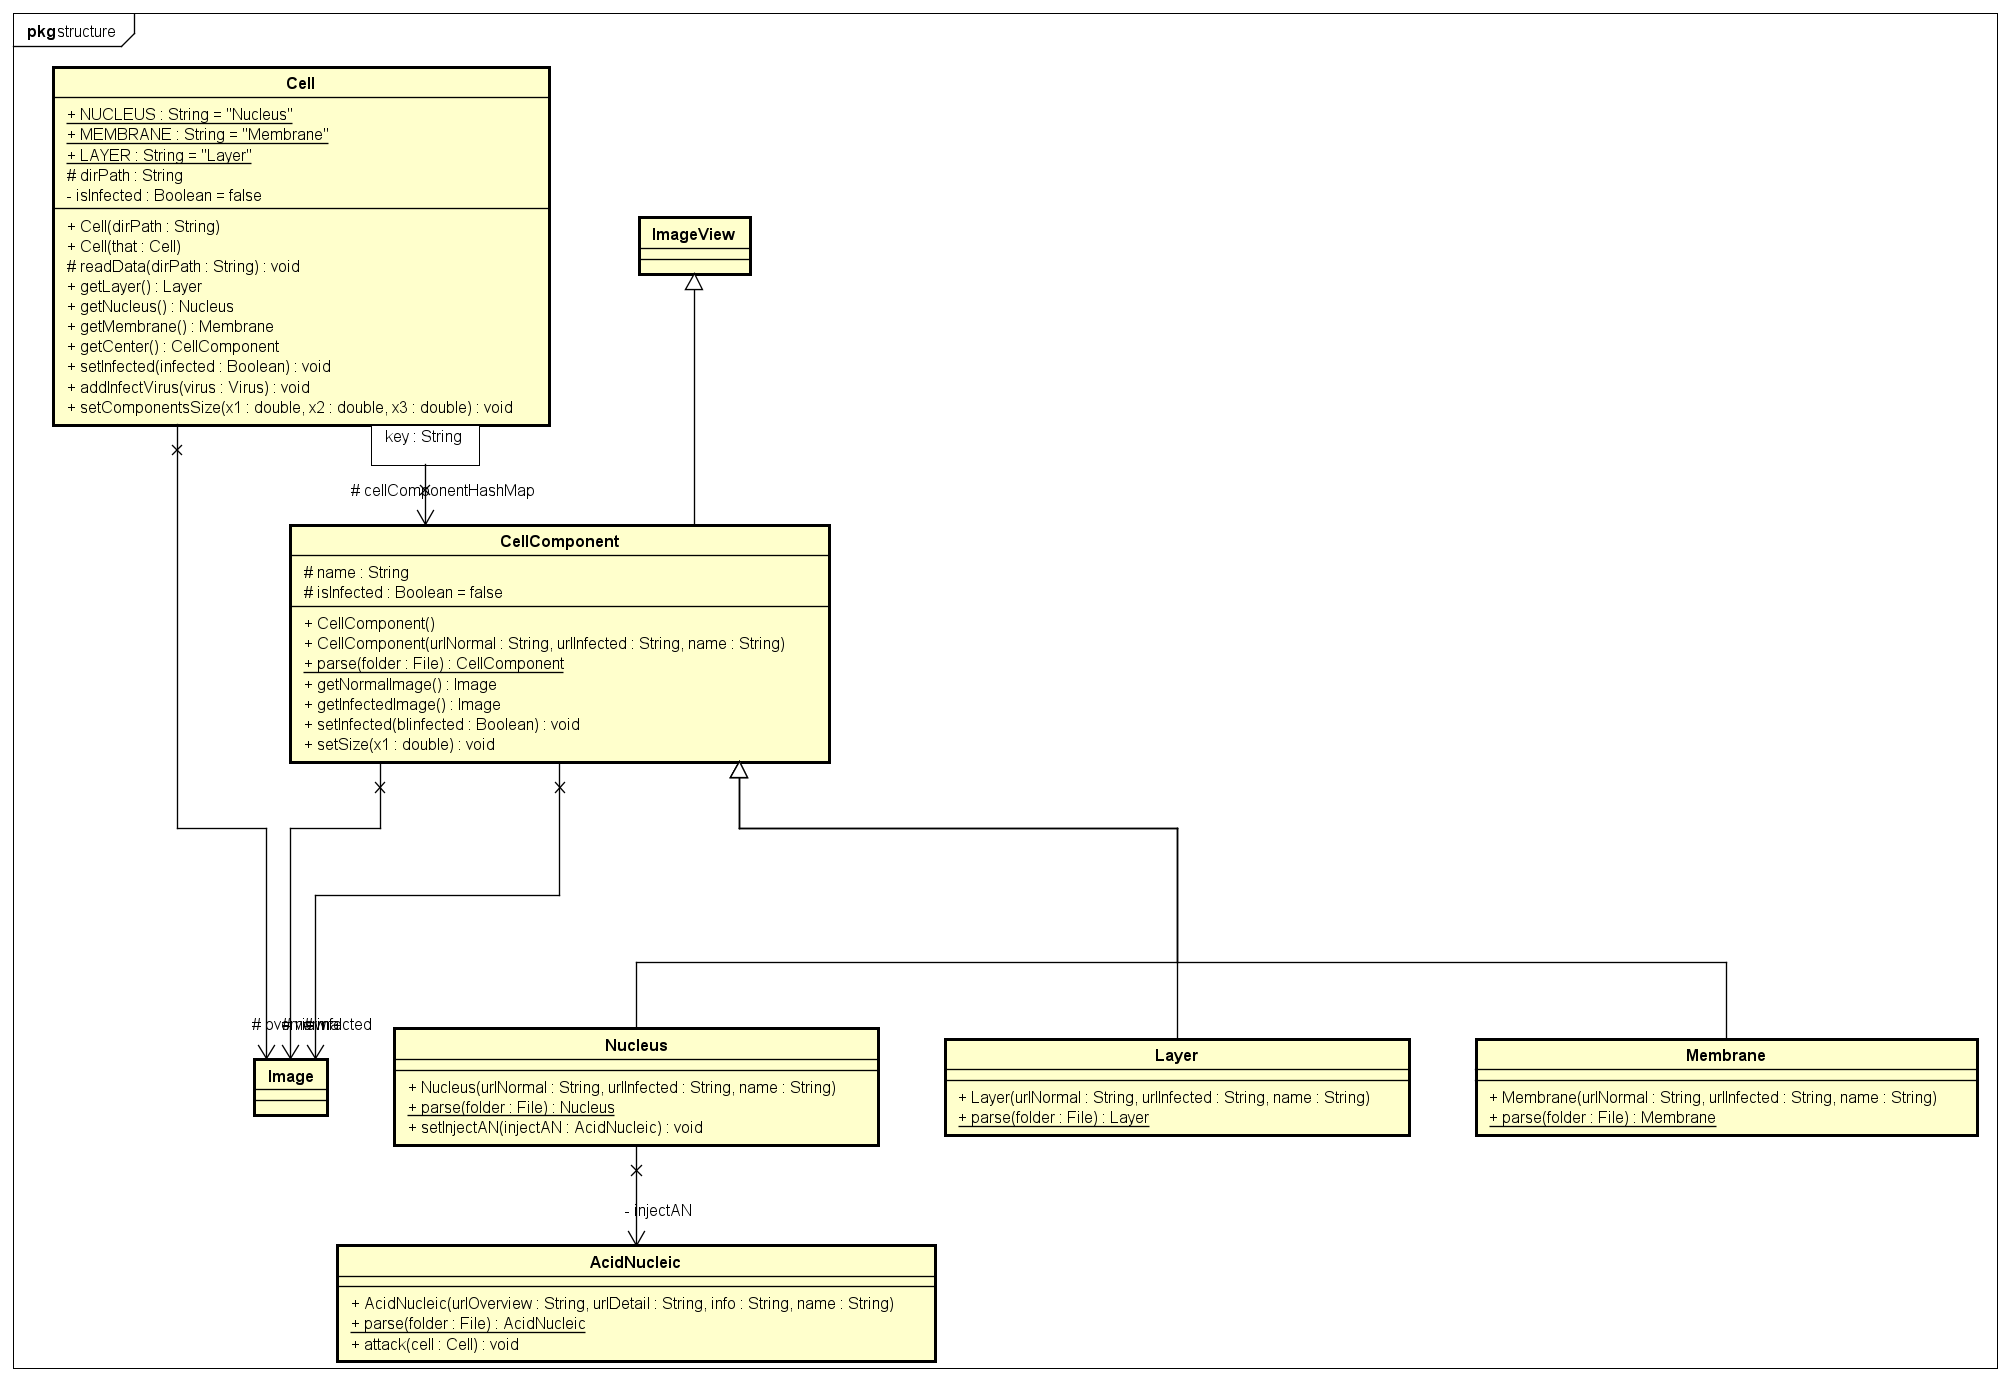 pkg structure
Cell
+ NUCLEUS : String = "Nucleus"
+ MEMBRANE : String = "Membrane"
+ LAYER : String = "Layer"
# dirPath : String
- isInfected : Boolean = false
+ Cell(dirPath : String)
+ Cell(that : Cell)
# readData(dirPath : String) : void
+ getLayer() : Layer
+ getNucleus() : Nucleus
+ getMembrane() : Membrane
+ getCenter() : CellComponent
+ setInfected(infected : Boolean) : void
+ addInfectVirus(virus : Virus) : void
+ setComponentsSize(x1 : double, x2 : double, x3 : double) : void
ImageView
key : String
# cellComponentHashMap
CellComponent
# name : String
# isInfected : Boolean = false
+ CellComponent()
+ CellComponent(urlNormal : String, urlInfected : String, name : String)
+ parse(folder : File) : CellComponent
+ getNormalImage() : Image
+ getInfectedImage() : Image
+ setInfected(blinfected : Boolean) : void
+ setSize(x1 : double) : void
Image
Nucleus
+ Nucleus(urlNormal : String, urlInfected : String, name : String)
+ parse(folder : File) : Nucleus
+ setInjectAN(injectAN : AcidNucleic) : void
Layer
+ Layer(urlNormal : String, urlInfected : String, name : String)
+ parse(folder : File) : Layer
Membrane
+ Membrane(urlNormal : String, urlInfected : String, name : String)
+ parse(folder : File) : Membrane
- injectAN
AcidNucleic
+ AcidNucleic(urlOverview : String, urlDetail : String, info : String, name : String)
+ parse(folder : File) : AcidNucleic
+ attack(cell : Cell) : void